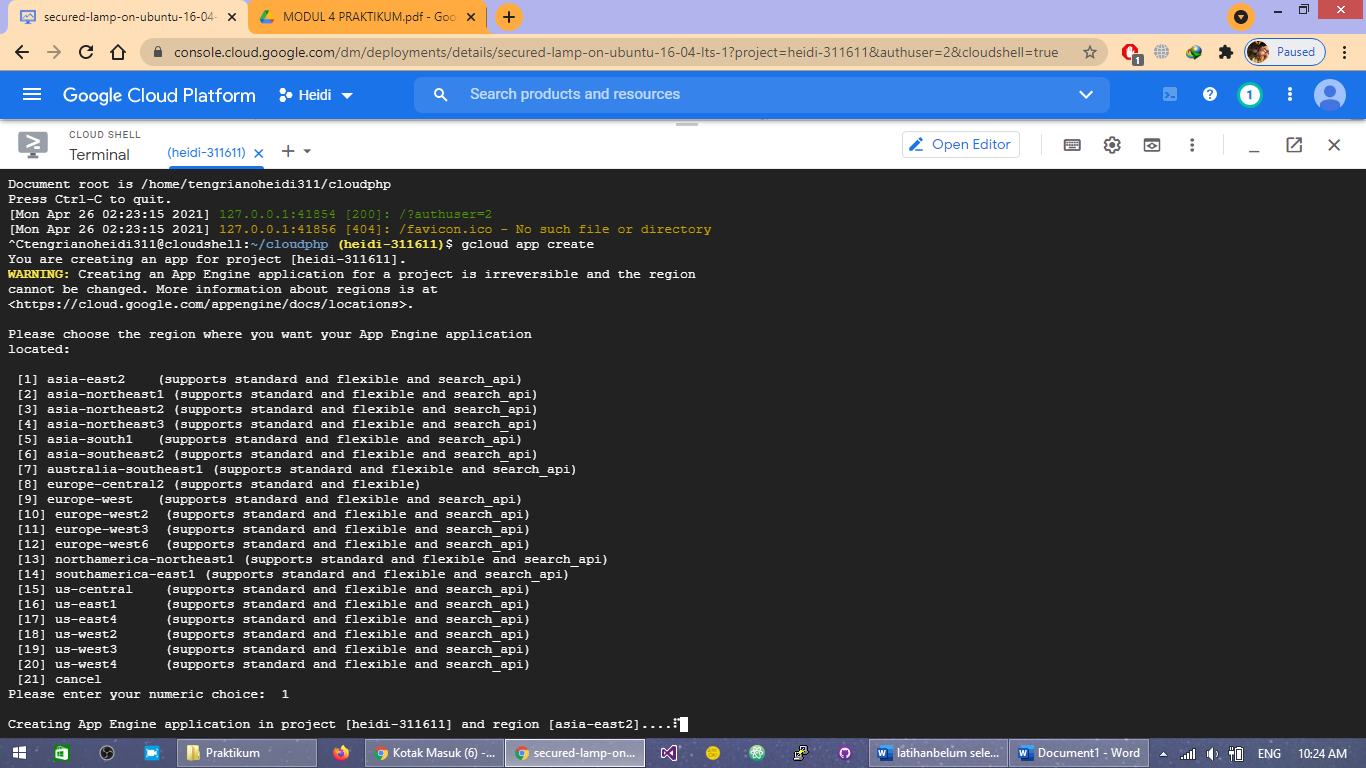 secured-lamp-on-ubuntu-16-04-
MODUL 4 PRAKTIKUM.pdf - Goo
console.cloud.google.com/dm/deployments/details/secured-lamp-on-ubuntu-16-04-lts-1?project=heidi-311611&authuser=2&cloudshell=true
1
Paused
Google Cloud Platform
Heidi
Search products and resources
1
CLOUD SHELL
Terminal
(heidi-311611)
Open Editor
Document root is /home/tengrianoheidi311/cloudphp
Press Ctrl-C to quit.
[Mon Apr 26 02:23:15 2021] 127.0.0.1:41854 [200]: /?authuser=2
[Mon Apr 26 02:23:15 2021] 127.0.0.1:41856 [404]: /favicon.ico - No such file or directory
^Ctengrianoheidi311@cloudshell:~/cloudphp (heidi-311611)$ gcloud app create
You are creating an app for project [heidi-311611].
WARNING: Creating an App Engine application for a project is irreversible and the region
cannot be changed. More information about regions is at
<https://cloud.google.com/appengine/docs/locations>.
Please choose the region where you want your App Engine application
located:
[1] asia-east2    (supports standard and flexible and search_api)
[2] asia-northeast1 (supports standard and flexible and search_api)
[3] asia-northeast2 (supports standard and flexible and search_api)
[4] asia-northeast3 (supports standard and flexible and search_api)
[5] asia-south1   (supports standard and flexible and search_api)
[6] asia-southeast2 (supports standard and flexible and search_api)
[7] australia-southeast1 (supports standard and flexible and search_api)
[8] europe-central2 (supports standard and flexible)
[9] europe-west   (supports standard and flexible and search_api)
[10] europe-west2  (supports standard and flexible and search_api)
[11] europe-west3  (supports standard and flexible and search_api)
[12] europe-west6  (supports standard and flexible and search_api)
[13] northamerica-northeast1 (supports standard and flexible and search_api)
[14] southamerica-east1 (supports standard and flexible and search_api)
[15] us-central    (supports standard and flexible and search_api)
[16] us-east1      (supports standard and flexible and search_api)
[17] us-east4      (supports standard and flexible and search_api)
[18] us-west2      (supports standard and flexible and search_api)
[19] us-west3      (supports standard and flexible and search_api)
[20] us-west4      (supports standard and flexible and search_api)
[21] cancel
Please enter your numeric choice:  1
Creating App Engine application in project [heidi-311611] and region [asia-east2]....
Praktikum
Kotak Masuk (6) -...
secured-lamp-on...
latihanbelum sele...
Document1 - Word
ENG
10:24 AM